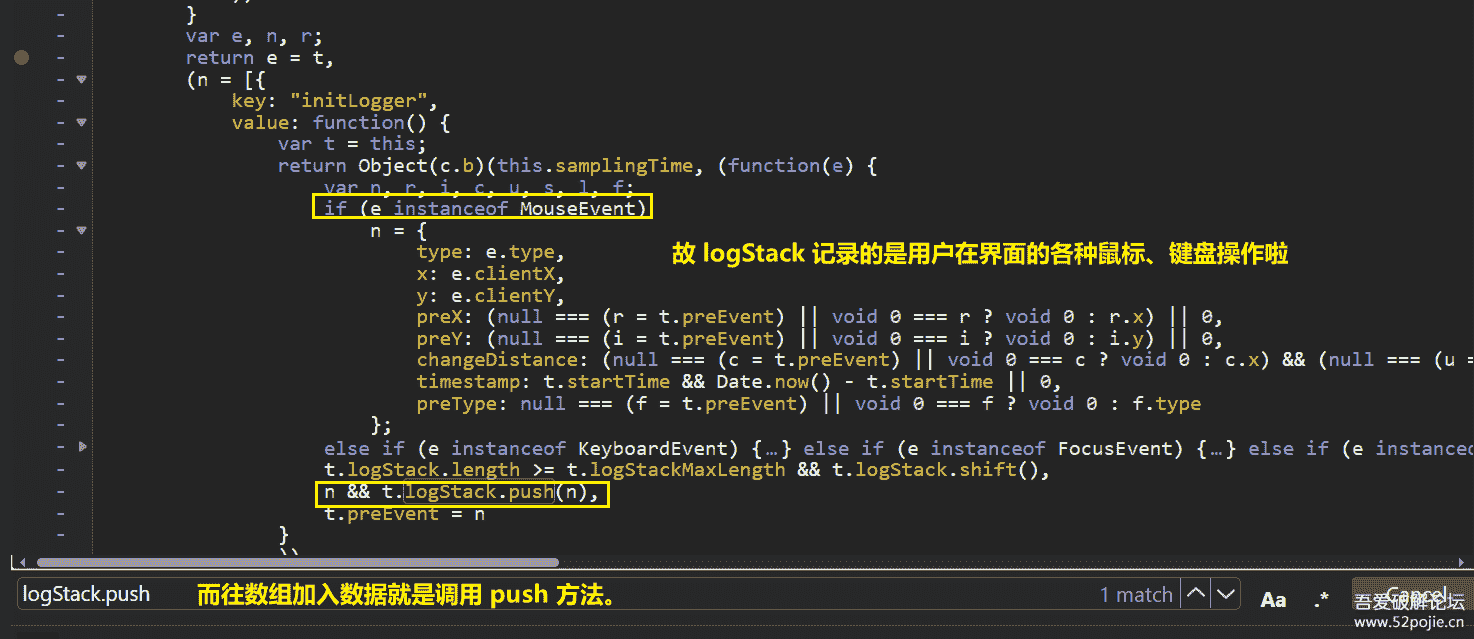 }
var e, n, r;
return e = t,
(n = [{
key: "initLogger",
value: function() {
var t = this;
return Object(c.b)(this.samplingTime, (function(e) {
var n, r, i, c, u, s, l, f;
if (e instanceof MouseEvent)
n = {
type: e.type,
故 logStack 记录的是用户在界面的各种鼠标、键盘操作啦
x: e.clientX,
y: e.clientY,
preX: (null === (r = t.preEvent) || void 0 === r ? void 0 : r.x) || 0,
preY: (null === (i = t.preEvent) || void 0 === i ? void 0 : i.y) || 0,
changeDistance: (null === (c = t.preEvent) || void 0 === c ? void 0 : c.x) && (null === (u =
timestamp: t.startTime && Date.now() - t.startTime || 0,
preType: null === (f = t.preEvent) || void 0 === f ? void 0 : f.type
};
else if (e instanceof KeyboardEvent) {…} else if (e instanceof FocusEvent) {…} else if (e instanc
t.logStack.length >= t.logStackMaxLength && t.logStack.shift(),
n && t.logStack.push(n),
t.preEvent = n
}
logStack.push 而往数组加入数据就是调用 push 方法。 1 match Aa .* Cancel
吾爱破解论坛
www.52pojie.cn